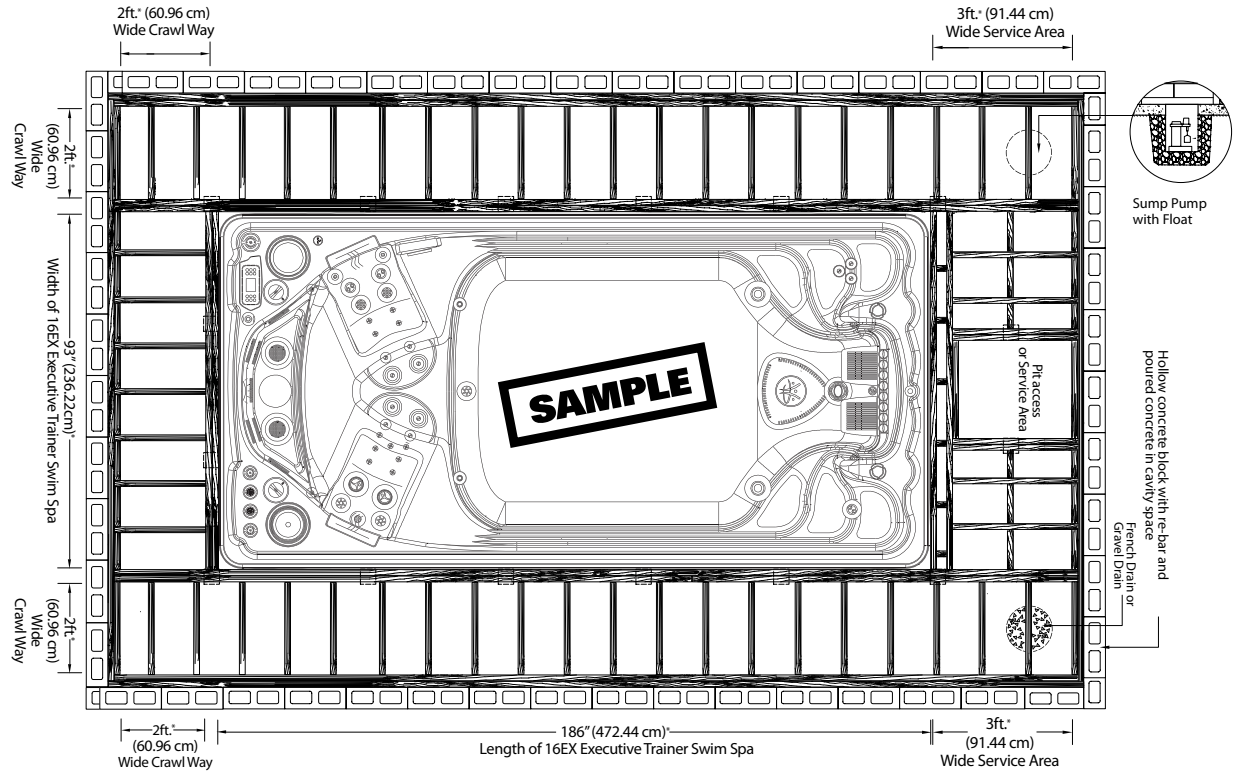 2ft.* (60.96 cm)
Wide Crawl Way
3ft.* (91.44 cm)
Wide Service Area
2ft.*
(60.96 cm)
Wide
Crawl Way
Sump Pump
with Float
93” (236.22cm)*
Width of 16EX Executive Trainer Swim Spa
SAMPLE
Pit access
or Service Area
Hollow concrete block with re-bar and
poured concrete in cavity space
French Drain or
Gravel Drain
2ft.*
(60.96 cm)
Wide
Crawl Way
2ft.*
(60.96 cm)
Wide Crawl Way
186” (472.44 cm)*
Length of 16EX Executive Trainer Swim Spa
3ft.*
(91.44 cm)
Wide Service Area